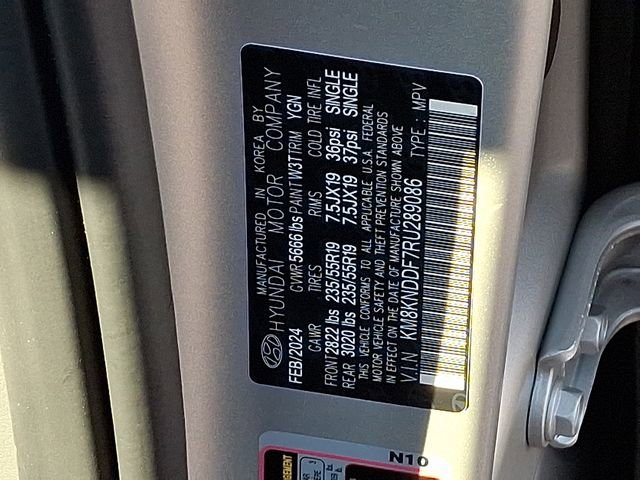 MANUFACTURED IN KOREA BY
HYUNDAI MOTOR COMPANY
FEB/2024 GVWR 5666 lbs PAINT W3T TRIM YGN
GAWR TIRES RIMS COLD TIRE INFL
FRONT 2822 lbs 235/55R19 7.5JX19 36psi SINGLE
REAR 3020 lbs 235/55R19 7.5JX19 37psi SINGLE
THIS VEHICLE CONFORMS TO ALL APPLICABLE U.S.A. FEDERAL
MOTOR VEHICLE SAFETY AND THEFT PREVENTION STANDARDS
IN EFFECT ON THE DATE OF MANUFACTURE SHOWN ABOVE
V.I.N KM8KNDDF7RU289086 TYPE : MPV
N10